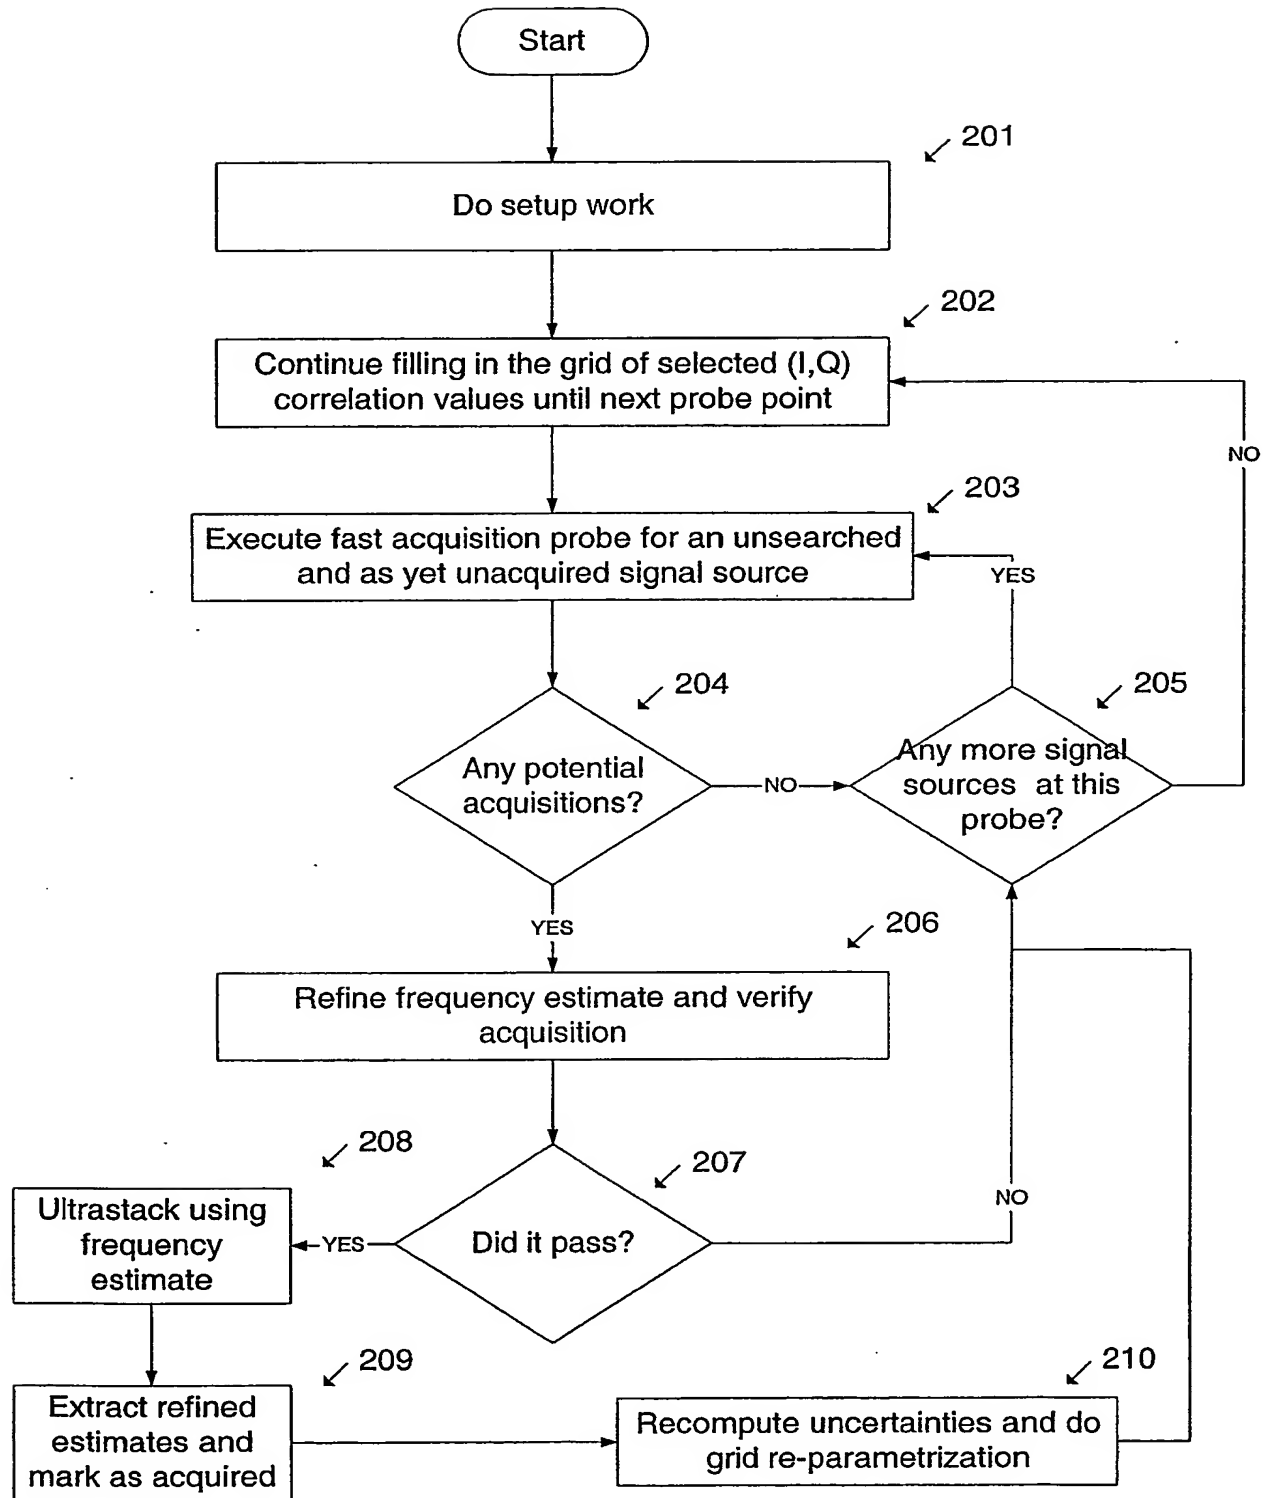 Start
201
Do setup work
202
Continue filling in the grid of selected (I,Q)
correlation values until next probe point
NO
203
Execute fast acquisition probe for an unsearched
and as yet unacquired signal source
YES
204
205
Any potential
acquisitions?
NO
Any more signal
sources at this
probe?
YES
206
Refine frequency estimate and verify
acquisition
208
207
Ultrastack using
frequency
estimate
YES
Did it pass?
NO
209
210
Extract refined
estimates and
mark as acquired
Recompute uncertainties and do
grid re-parametrization